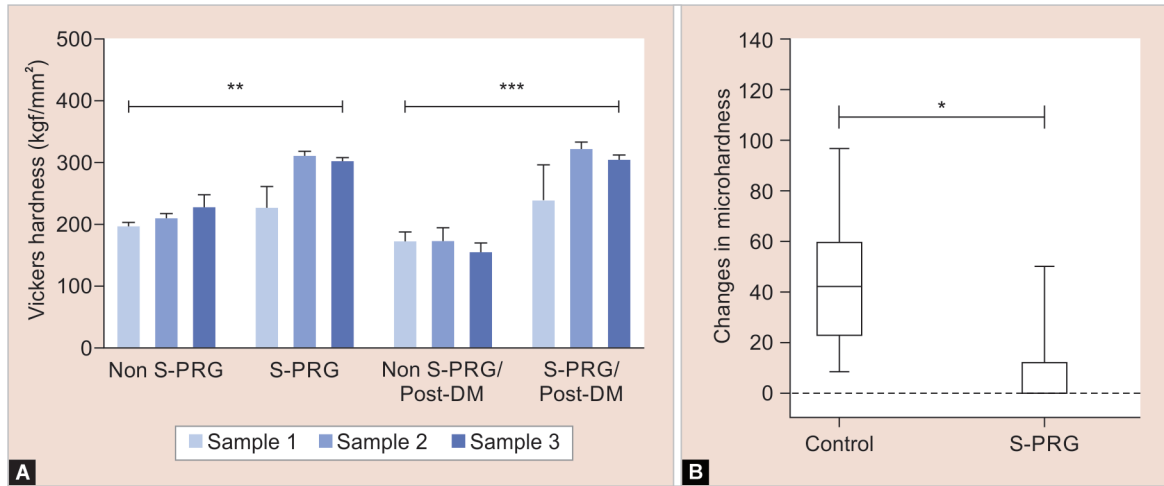 Vickers hardness (kgf/mm²)
500
400
300
200
100
0
**
***
Non S-PRG
S-PRG
Non S-PRG/
Post-DM
S-PRG/
Post-DM
Sample 1
Sample 2
Sample 3
A
Changes in microhardness
140
120
100
80
60
40
20
0
*
Control
S-PRG
B